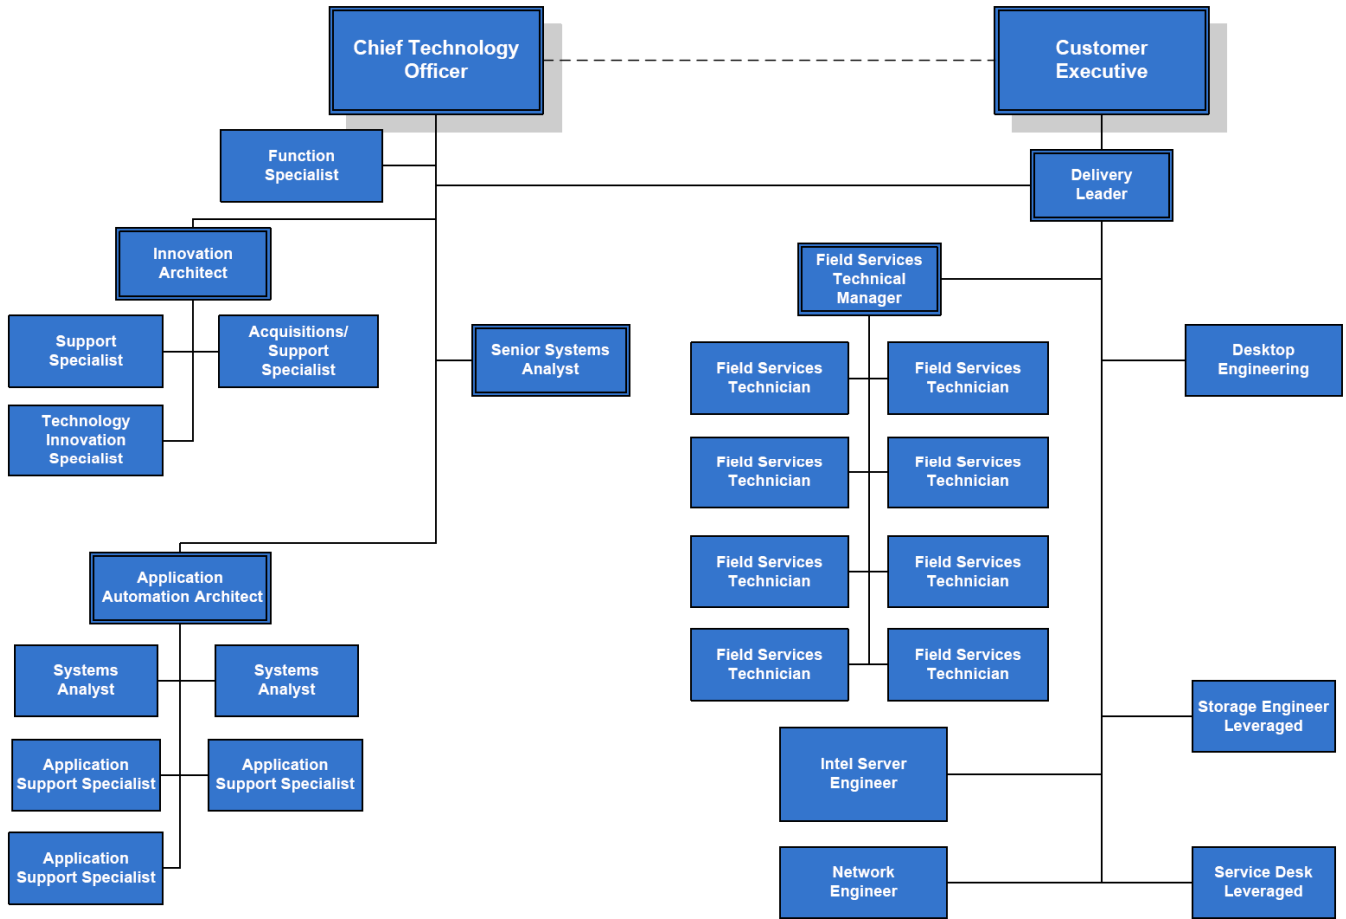 Chief Technology
Officer
Customer
Executive
Function
Specialist
Delivery
Leader
Innovation
Architect
Field Services
Technical
Manager
Support
Specialist
Acquisitions/
Support
Specialist
Senior Systems
Analyst
Desktop
Engineering
Field Services
Technician
Field Services
Technician
Technology
Innovation
Specialist
Field Services
Technician
Field Services
Technician
Application
Automation Architect
Field Services
Technician
Field Services
Technician
Systems
Analyst
Systems
Analyst
Field Services
Technician
Field Services
Technician
Storage Engineer
Leveraged
Application
Support Specialist
Application
Support Specialist
Intel Server
Engineer
Application
Support Specialist
Network
Engineer
Service Desk
Leveraged